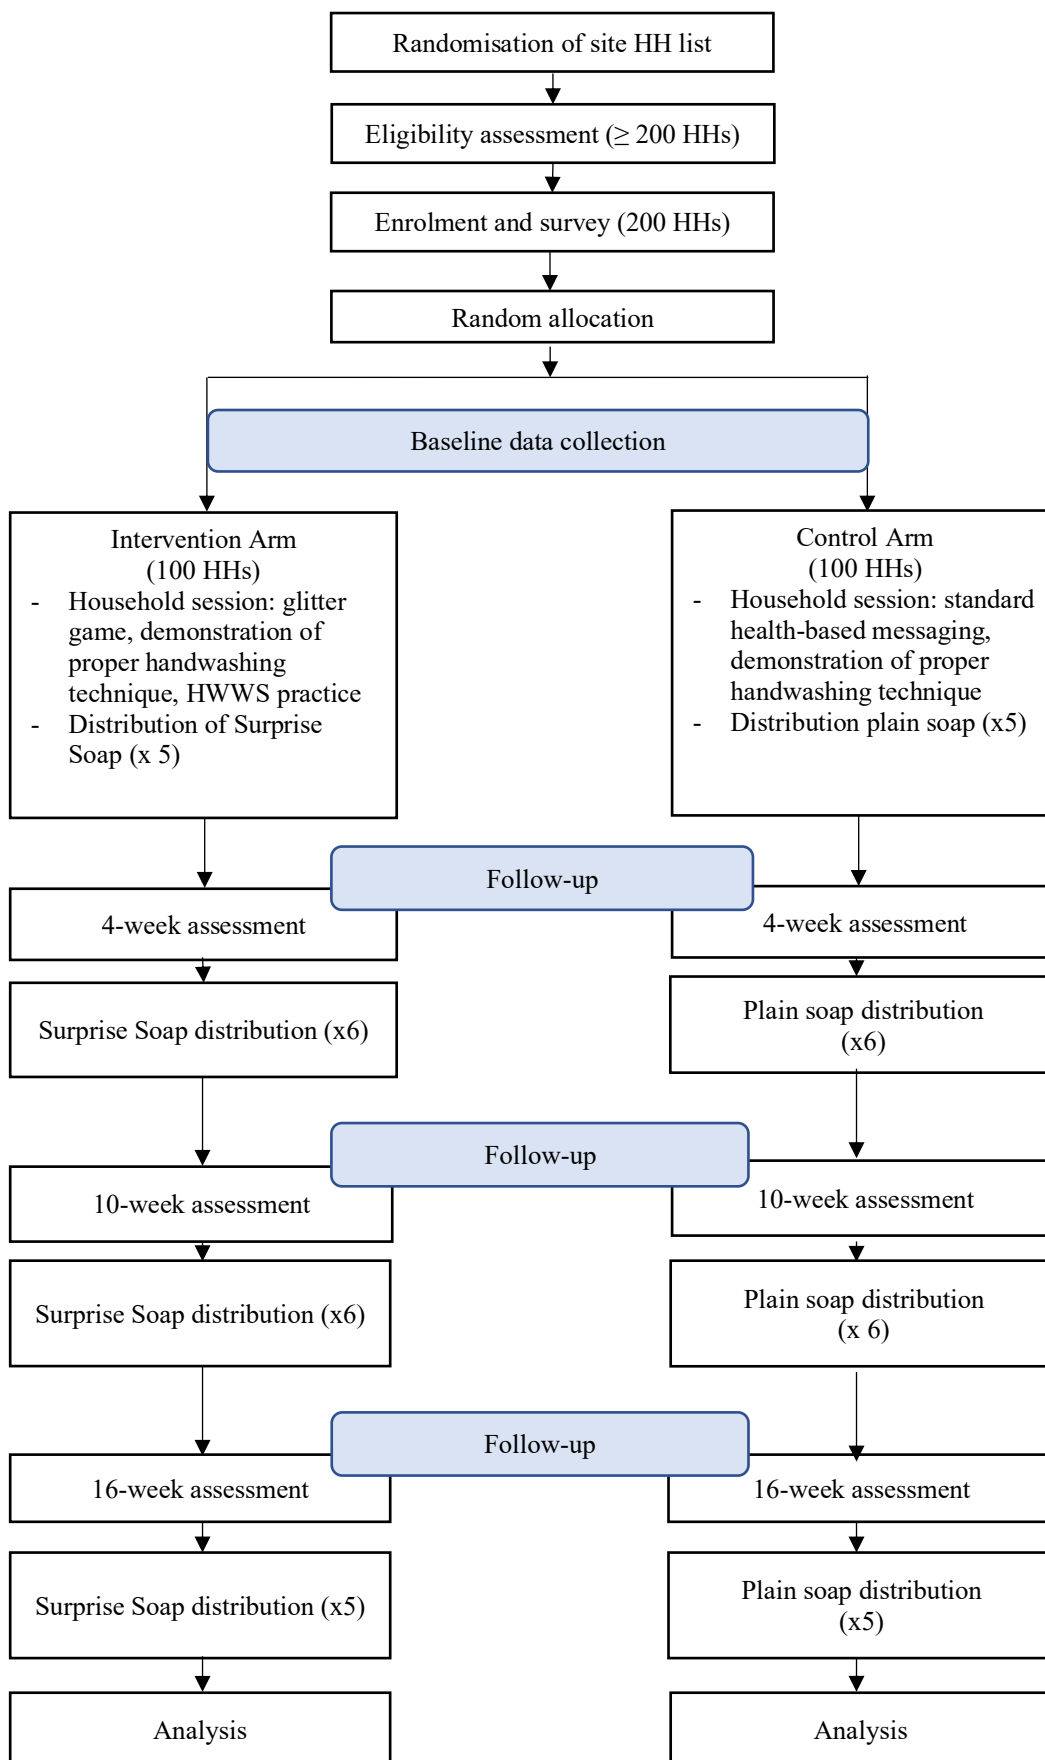 Randomisation of site HH list
Eligibility assessment (≥ 200 HHs)
Enrolment and survey (200 HHs)
Random allocation
Baseline data collection
Intervention Arm
(100 HHs)
- Household session: glitter
game, demonstration of
proper handwashing
technique, HWWS practice
- Distribution of Surprise
Soap (x 5)
Control Arm
(100 HHs)
- Household session: standard
health-based messaging,
demonstration of proper
handwashing technique
- Distribution plain soap (x5)
Follow-up
4-week assessment
4-week assessment
Surprise Soap distribution (x6)
Plain soap distribution
(x6)
Follow-up
10-week assessment
10-week assessment
Surprise Soap distribution (x6)
Plain soap distribution
(x 6)
Follow-up
16-week assessment
16-week assessment
Surprise Soap distribution (x5)
Plain soap distribution
(x5)
Analysis
Analysis